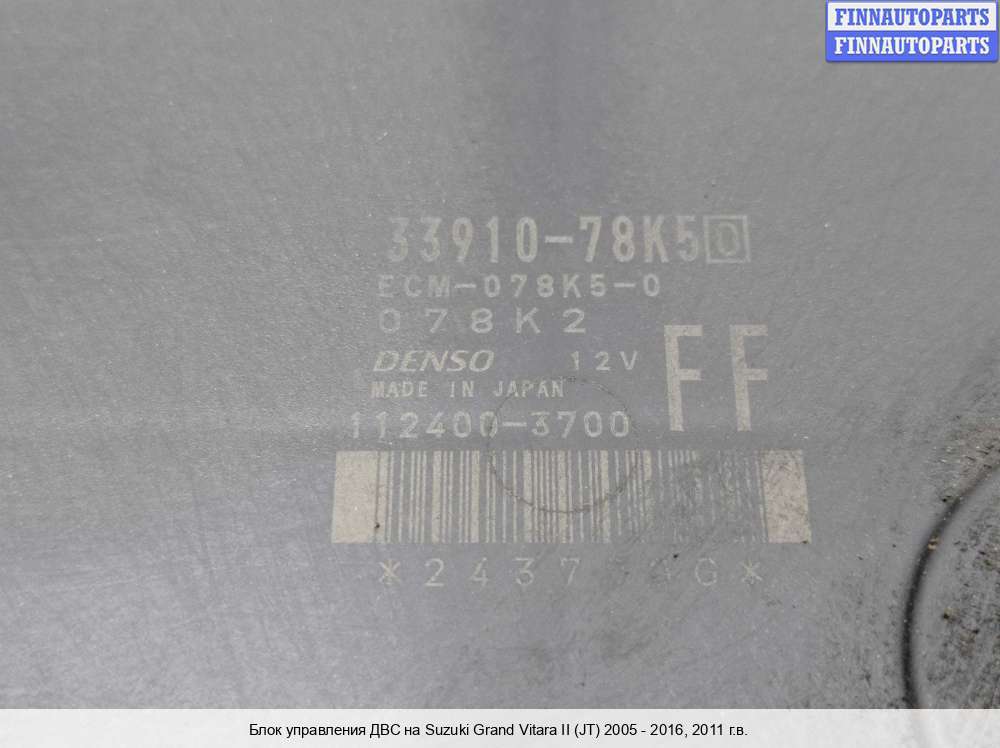 FINNAUTOPARTS
FINNAUTOPARTS
33910-78K50
ECM-078K5-0
078K2
DENSO 12V FF
MADE IN JAPAN
112400-3700
Блок управления ДВС на Suzuki Grand Vitara II (JT) 2005 - 2016, 2011 г.в.